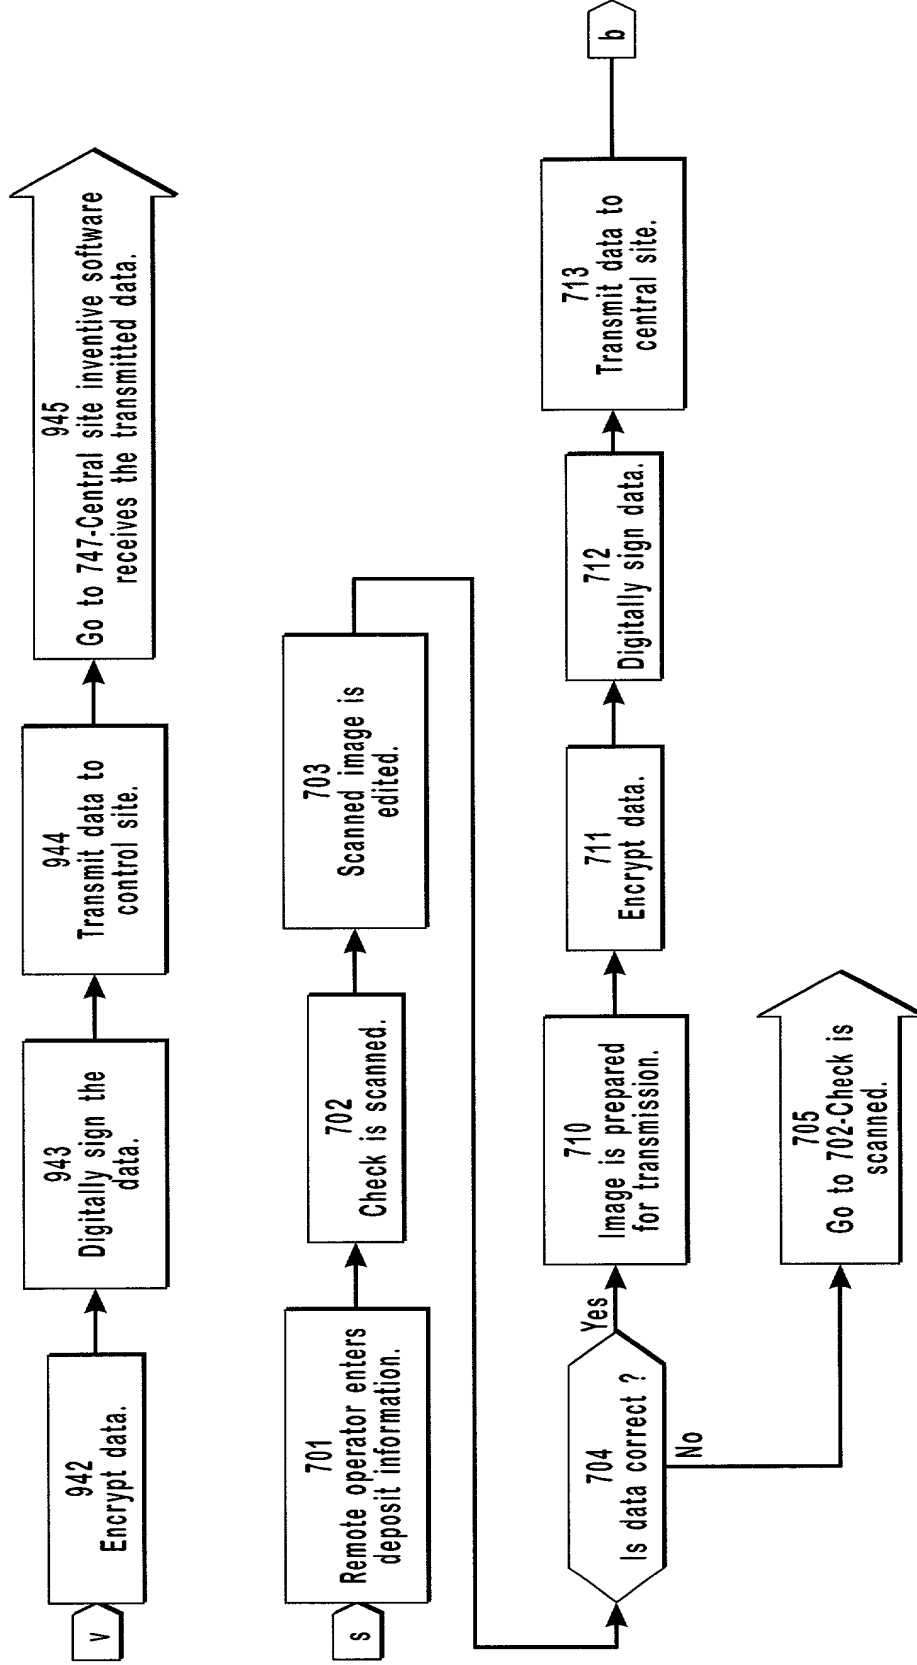 v
942
Encrypt data.
943
Digitally sign the
data.
944
Transmit data to
control site.
945
Go to 747-Central site inventive software
receives the transmitted data.
s
701
Remote operator enters
deposit information.
702
Check is scanned.
703
Scanned image is
edited.
704
Is data correct ?
Yes
No
710
Image is prepared
for transmission.
711
Encrypt data.
712
Digitally sign data.
713
Transmit data to
central site.
b
705
Go to 702-Check is
scanned.